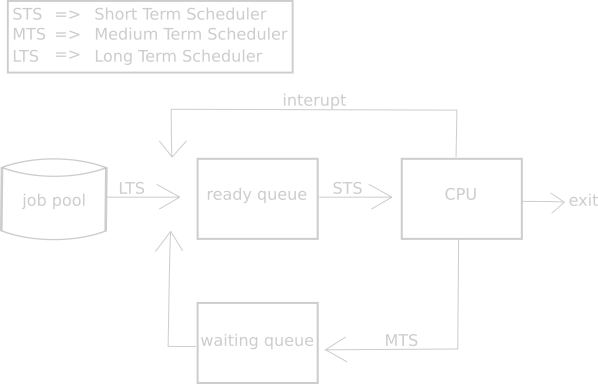 STS => Short Term Scheduler
MTS => Medium Term Scheduler
LTS => Long Term Scheduler
interupt
job pool
LTS
ready queue
STS
CPU
exit
waiting queue
MTS